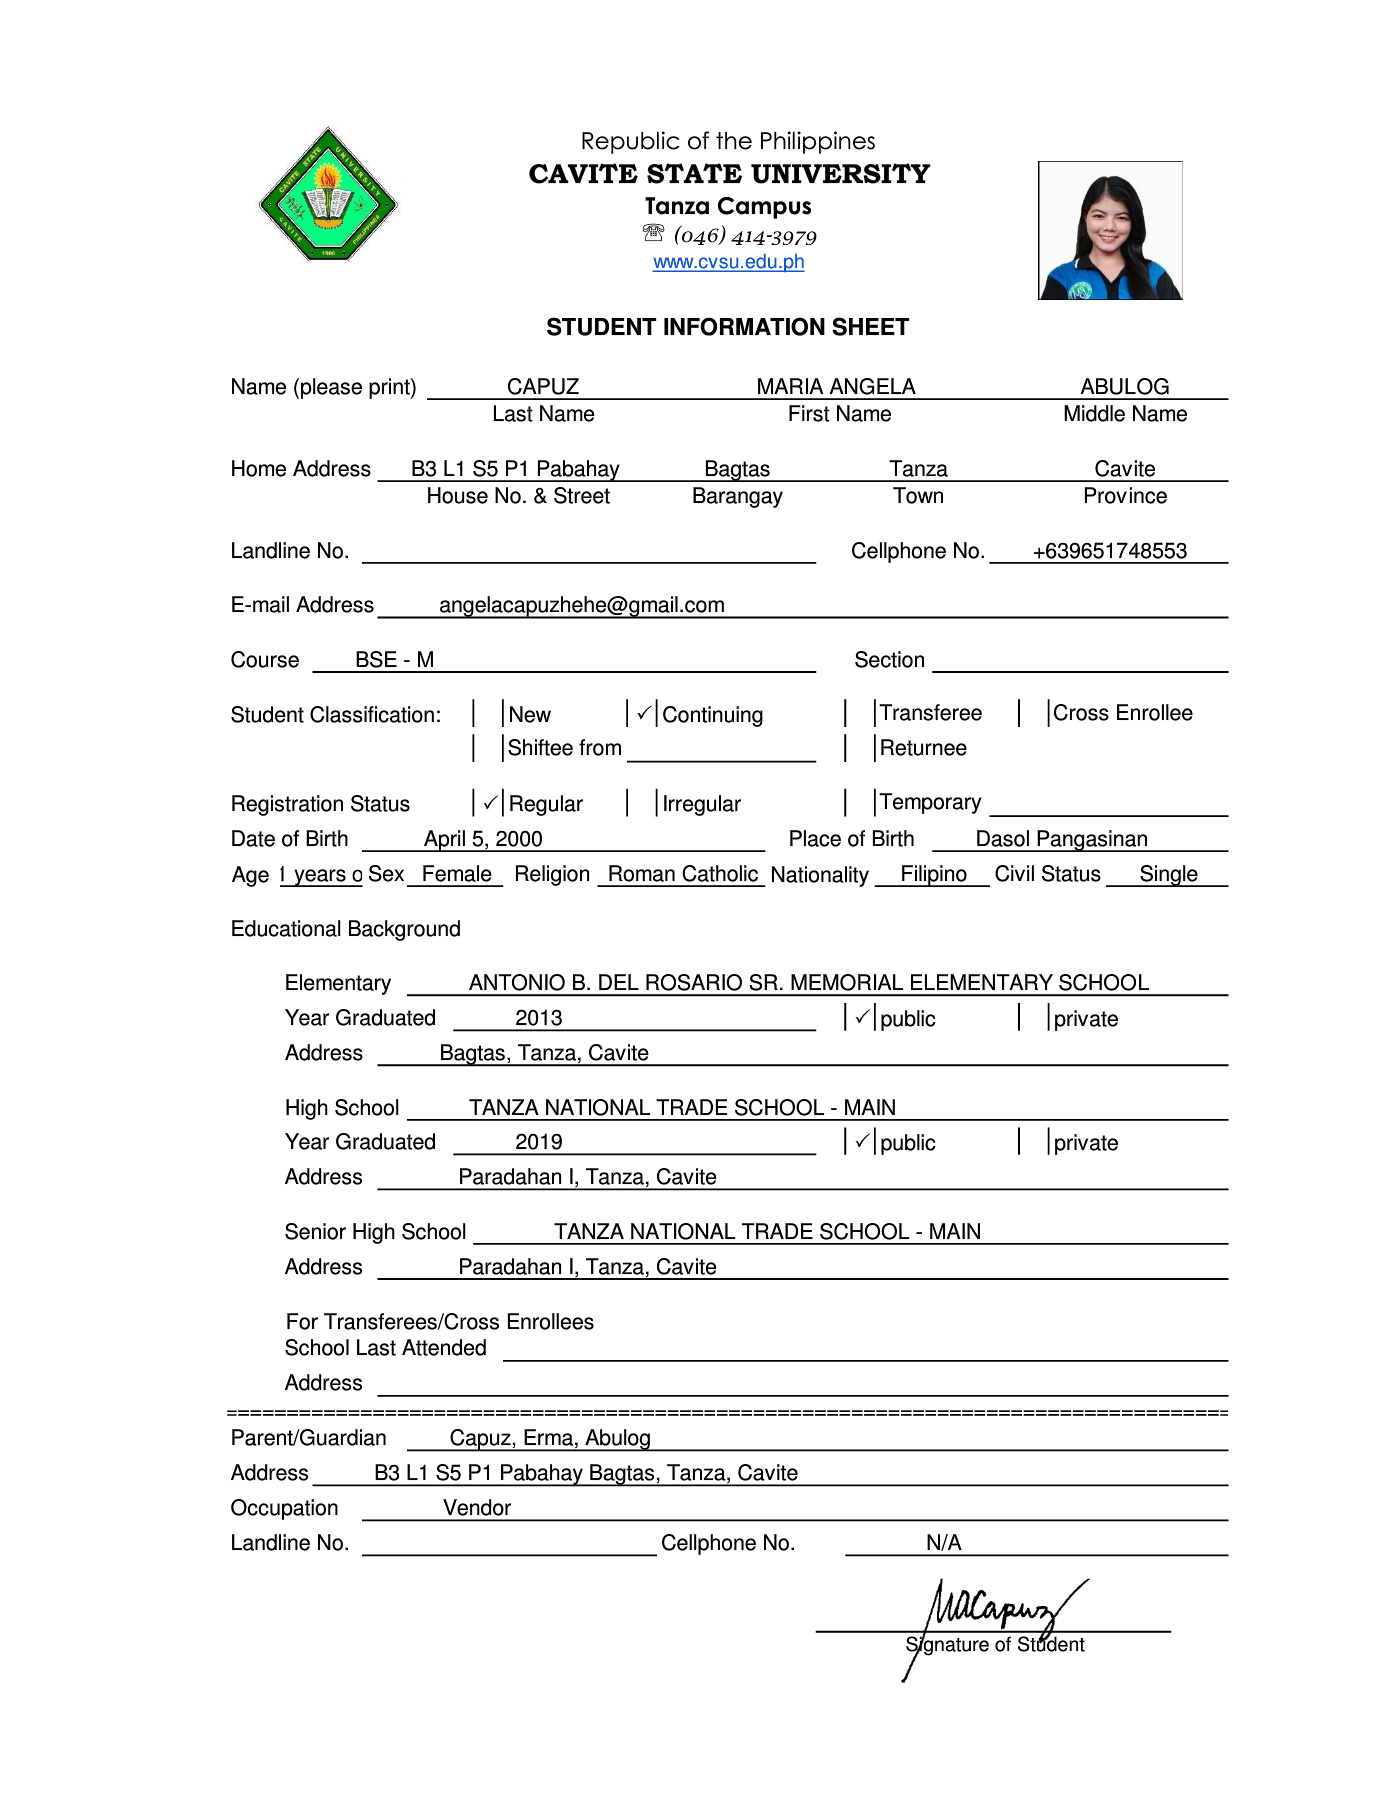 Republic of the Philippines
CAVITE STATE UNIVERSITY
Tanza Campus
☏ (046) 414-3979
www.cvsu.edu.ph
CAVITE STATE UNIVERSITY
CAVITE PHILIPPINES
1906
STUDENT INFORMATION SHEET
Name (please print) CAPUZ MARIA ANGELA ABULOG
Last Name First Name Middle Name
Home Address B3 L1 S5 P1 Pabahay Bagtas Tanza Cavite
House No. & Street Barangay Town Province
Landline No. Cellphone No. +639651748553
E-mail Address angelacapuzhehe@gmail.com
Course BSE - M Section
Student Classification: New ✓ Continuing Transferee Cross Enrollee
Shiftee from Returnee
Registration Status ✓ Regular Irregular Temporary
Date of Birth April 5, 2000 Place of Birth Dasol Pangasinan
Age 1 years o Sex Female Religion Roman Catholic Nationality Filipino Civil Status Single
Educational Background
Elementary ANTONIO B. DEL ROSARIO SR. MEMORIAL ELEMENTARY SCHOOL
Year Graduated 2013 ✓ public private
Address Bagtas, Tanza, Cavite
High School TANZA NATIONAL TRADE SCHOOL - MAIN
Year Graduated 2019 ✓ public private
Address Paradahan I, Tanza, Cavite
Senior High School TANZA NATIONAL TRADE SCHOOL - MAIN
Address Paradahan I, Tanza, Cavite
For Transferees/Cross Enrollees
School Last Attended
Address
Parent/Guardian Capuz, Erma, Abulog
Address B3 L1 S5 P1 Pabahay Bagtas, Tanza, Cavite
Occupation Vendor
Landline No. Cellphone No. N/A
MACapuz
Signature of Student